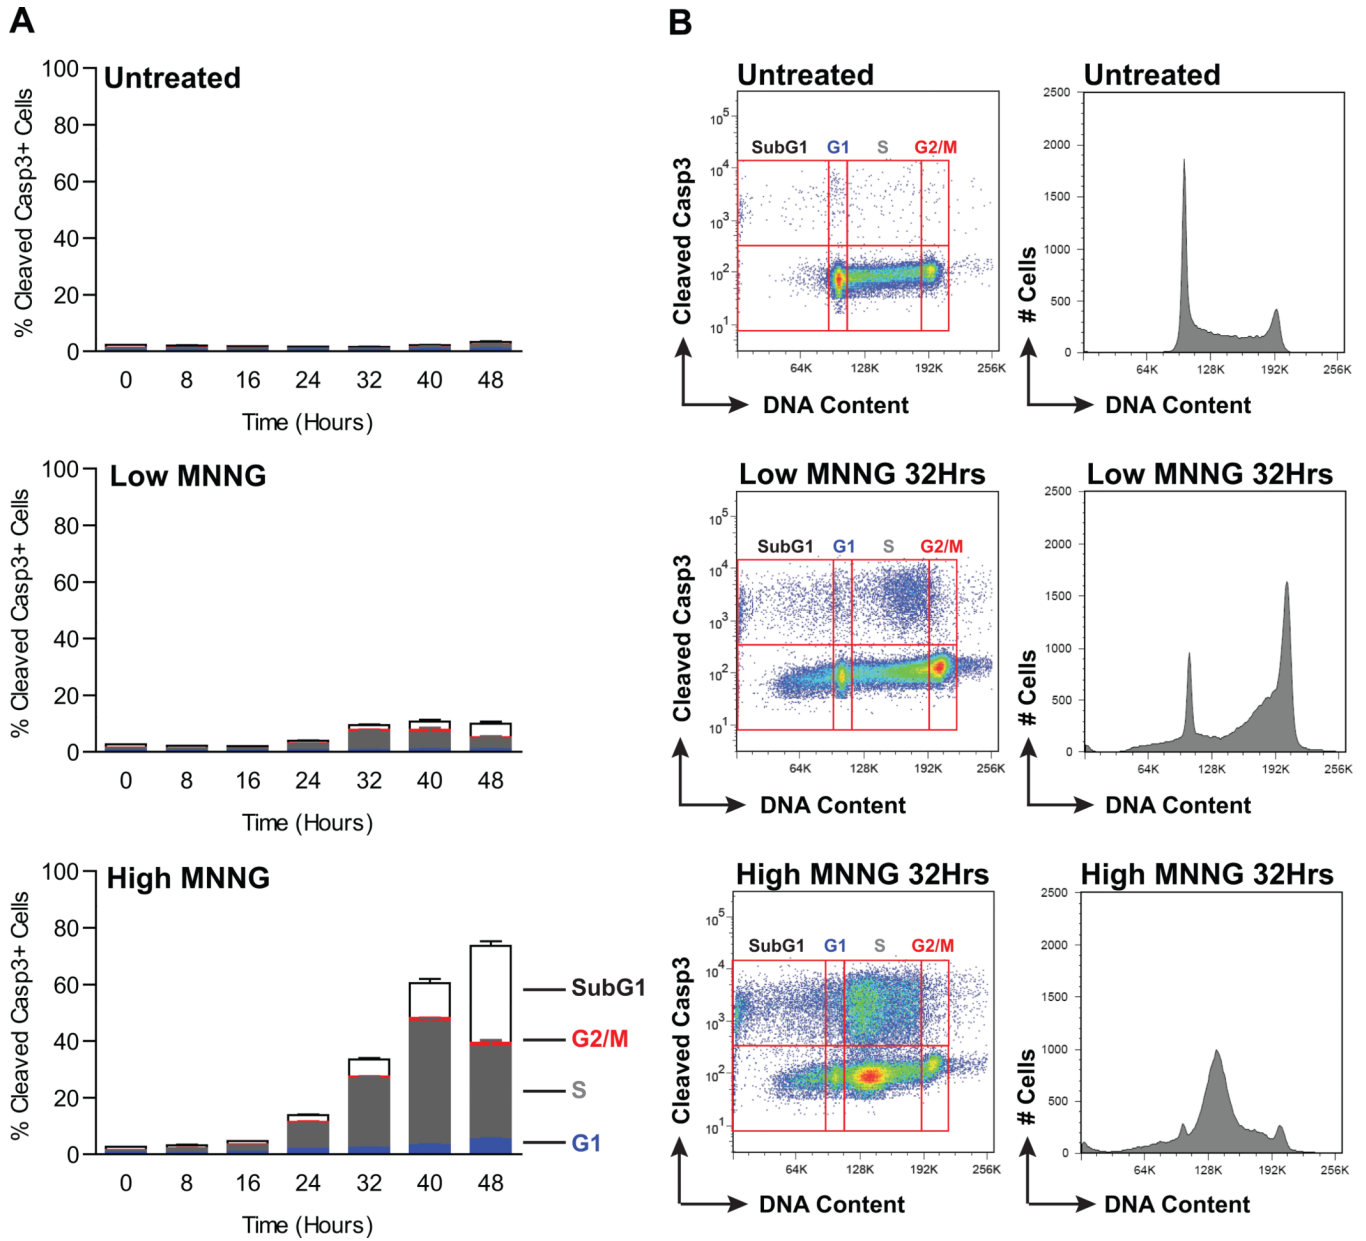 A
Untreated
% Cleaved Casp3+ Cells
100
80
60
40
20
0
0 8 16 24 32 40 48
Time (Hours)
Low MNNG
% Cleaved Casp3+ Cells
100
80
60
40
20
0
0 8 16 24 32 40 48
Time (Hours)
High MNNG
% Cleaved Casp3+ Cells
100
80
60
40
20
0
0 8 16 24 32 40 48
Time (Hours)
SubG1
G2/M
S
G1
B
Untreated
Cleaved Casp3
10^5
10^4
10^3
10^2
10^1
SubG1 G1 S G2/M
64K 128K 192K 256K
DNA Content
Untreated
# Cells
2500
2000
1500
1000
500
0
64K 128K 192K 256K
DNA Content
Low MNNG 32Hrs
Cleaved Casp3
10^5
10^4
10^3
10^2
10^1
SubG1 G1 S G2/M
64K 128K 192K 256K
DNA Content
Low MNNG 32Hrs
# Cells
2500
2000
1500
1000
500
0
64K 128K 192K 256K
DNA Content
High MNNG 32Hrs
Cleaved Casp3
10^5
10^4
10^3
10^2
10^1
SubG1 G1 S G2/M
64K 128K 192K 256K
DNA Content
High MNNG 32Hrs
# Cells
2500
2000
1500
1000
500
0
64K 128K 192K 256K
DNA Content